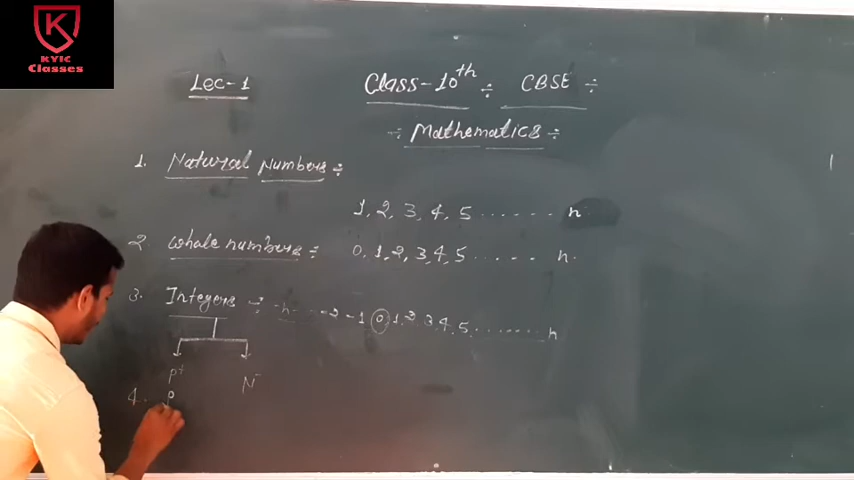 KYIC
Classes
Lec-1 Class-10th ÷ CBSE ÷
÷ Mathematics ÷
1. Natural Numbers ÷
1, 2, 3, 4, 5 ....... n.
2 whole numbers ÷ 0, 1, 2, 3, 4, 5 ...... n.
3. Integers ÷ -n ... -2 -1 0, 1, 2, 3, 4, 5 ........ n
P+ N-
4. P